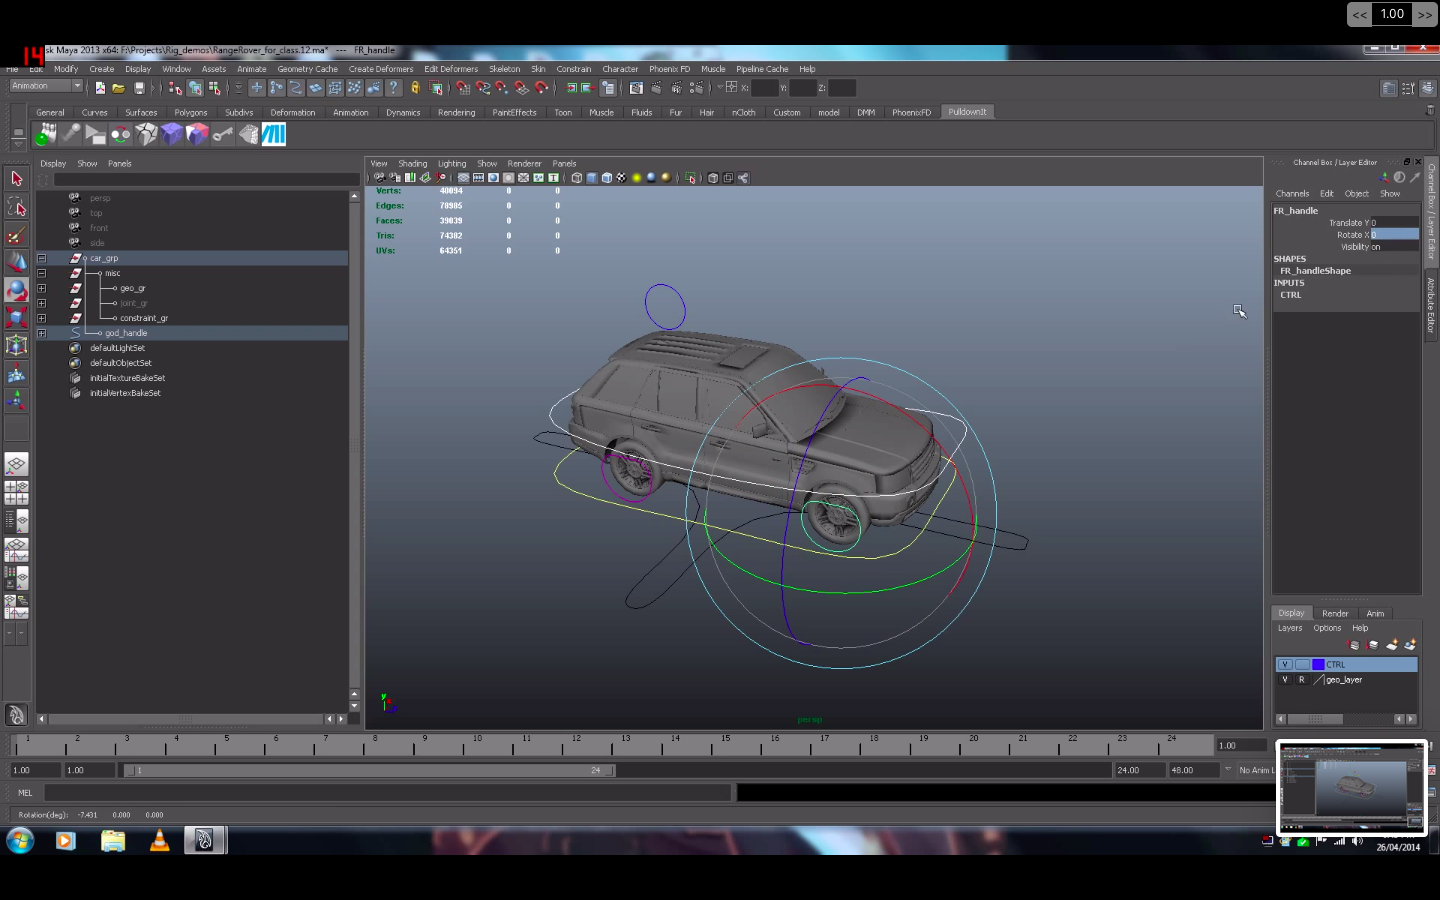 << 1.00 >>
14
sk Maya 2013 x64: F:\Projects\Rig_demos\RangeRover_for_class.12.ma* --- FR_handle
File Edit Modify Create Display Window Assets Animate Geometry Cache Create Deformers Edit Deformers Skeleton Skin Constrain Character Phoenix FD Muscle Pipeline Cache Help
Animation X: Y: Z:
General Curves Surfaces Polygons Subdivs Deformation Animation Dynamics Rendering PaintEffects Toon Muscle Fluids Fur Hair nCloth Custom model DMM PhoenixFD PulldownIt
Display Show Panels
persp
top
front
side
car_grp
misc
geo_gr
joint_gr
constraint_gr
god_handle
defaultLightSet
defaultObjectSet
initialTextureBakeSet
initialVertexBakeSet
View Shading Lighting Show Renderer Panels
Verts: 40094 0 0
Edges: 78905 0 0
Faces: 39039 0 0
Tris: 74382 0 0
UVs: 64351 0 0
y
persp
Channel Box / Layer Editor
Channels Edit Object Show
FR_handle
Translate Y 0
Rotate X 0
Visibility on
SHAPES
FR_handleShape
INPUTS
CTRL
Channel Box / Layer Editor
Attribute Editor
Display Render Anim
Layers Options Help
V CTRL
V R geo_layer
1 2 3 4 5 6 7 8 9 10 11 12 13 14 15 16 17 18 19 20 21 22 23 24 1.00
1.00 1.00 1 24 24.00 48.00 No Anim L
MEL
Rotation(deg): -7.431 0.000 0.000
26/04/2014